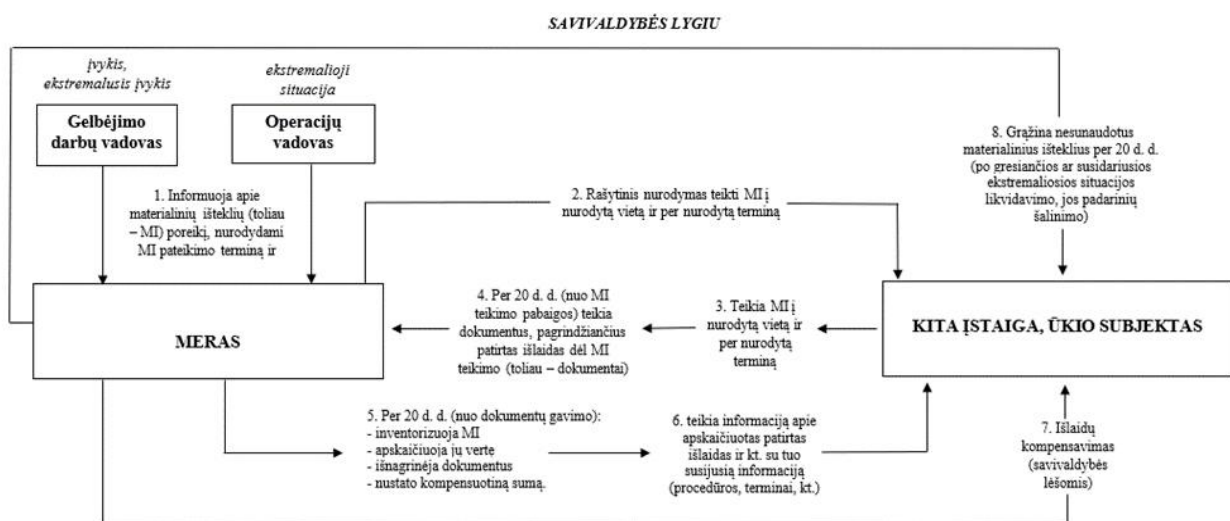 SAVIVALDYBĖS LYGIU
įvykis,
ekstremalusis įvykis
Gelbėjimo
darbų vadovas
ekstremalioji
situacija
Operacijų
vadovas
1. Informuoja apie
materialinių išteklių (toliau
– MI) poreikį, nurodydami
MI pateikimo terminą ir
2. Rašytinis nurodymas teikti MI į
nurodytą vietą ir per nurodytą terminą
8. Grąžina nesunaudotus
materialinius išteklius per 20 d. d.
(po gresiančios ar susidariusios
ekstremaliosios situacijos
likvidavimo, jos padarinių
šalinimo)
MERAS
4. Per 20 d. d. (nuo MI
teikimo pabaigos) teikia
dokumentus, pagrindžiančius
patirtas išlaidas dėl MI
teikimo (toliau – dokumentai)
3. Teikia MI į
nurodytą vietą ir
per nurodytą
terminą
KITA ĮSTAIGA, ŪKIO SUBJEKTAS
5. Per 20 d. d. (nuo dokumentų gavimo):
- inventorizuoja MI
- apskaičiuoja jų vertę
- išnagrinėja dokumentus
- nustato kompensuotiną sumą.
6. teikia informaciją apie
apskaičiuotas patirtas
išlaidas ir kt. su tuo
susijusią informaciją
(procedūros, terminai, kt.)
7. Išlaidų
kompensavimas
(savivaldybės
lėšomis)